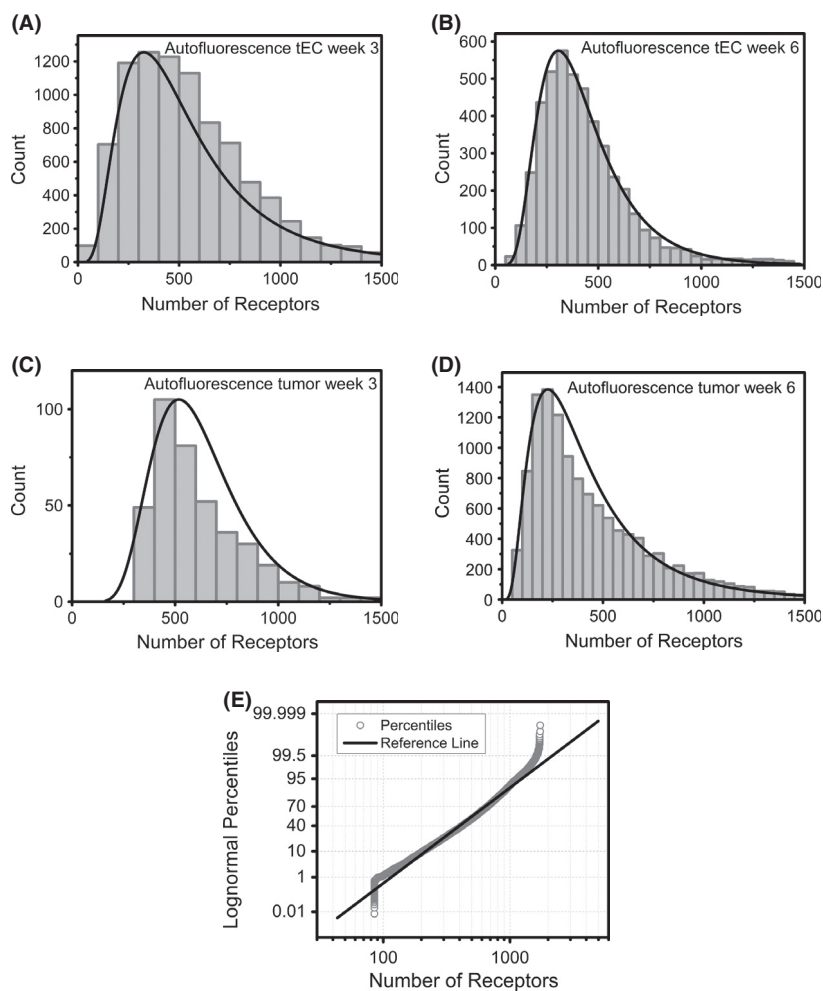 (A)
Autofluorescence tEC week 3
1200
1000
800
600
400
200
0
Count
0 500 1000 1500
Number of Receptors
(B)
Autofluorescence tEC week 6
600
500
400
300
200
100
0
Count
0 500 1000 1500
Number of Receptors
(C)
Autofluorescence tumor week 3
100
50
0
Count
0 500 1000 1500
Number of Receptors
(D)
Autofluorescence tumor week 6
1400
1200
1000
800
600
400
200
0
Count
0 500 1000 1500
Number of Receptors
(E)
99.999
99.5
95
70
40
10
1
0.01
Lognormal Percentiles
Percentiles
Reference Line
100 1000
Number of Receptors